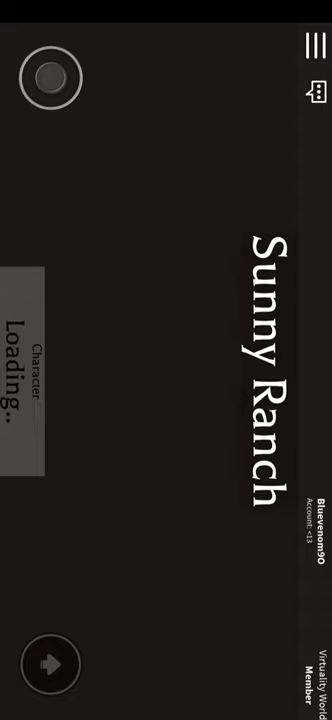 Bluevenom90
Account: <13
Virtuality World
Member
Sunny Ranch
Character
Loading..